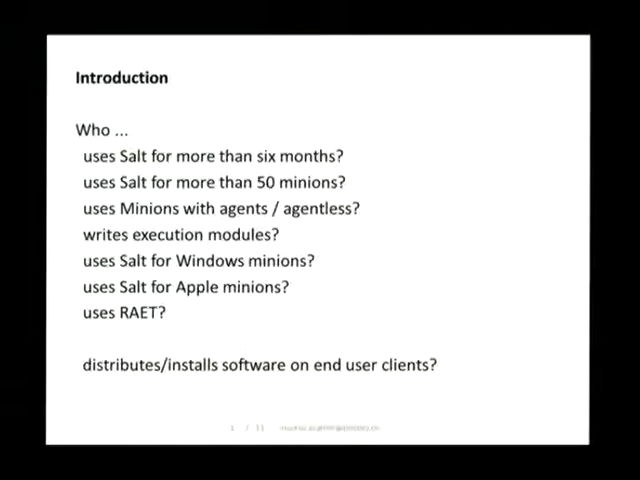 Introduction
Who ...
uses Salt for more than six months?
uses Salt for more than 50 minions?
uses Minions with agents / agentless?
writes execution modules?
uses Salt for Windows minions?
uses Salt for Apple minions?
uses RAET?
distributes/installs software on end user clients?
1 / 11